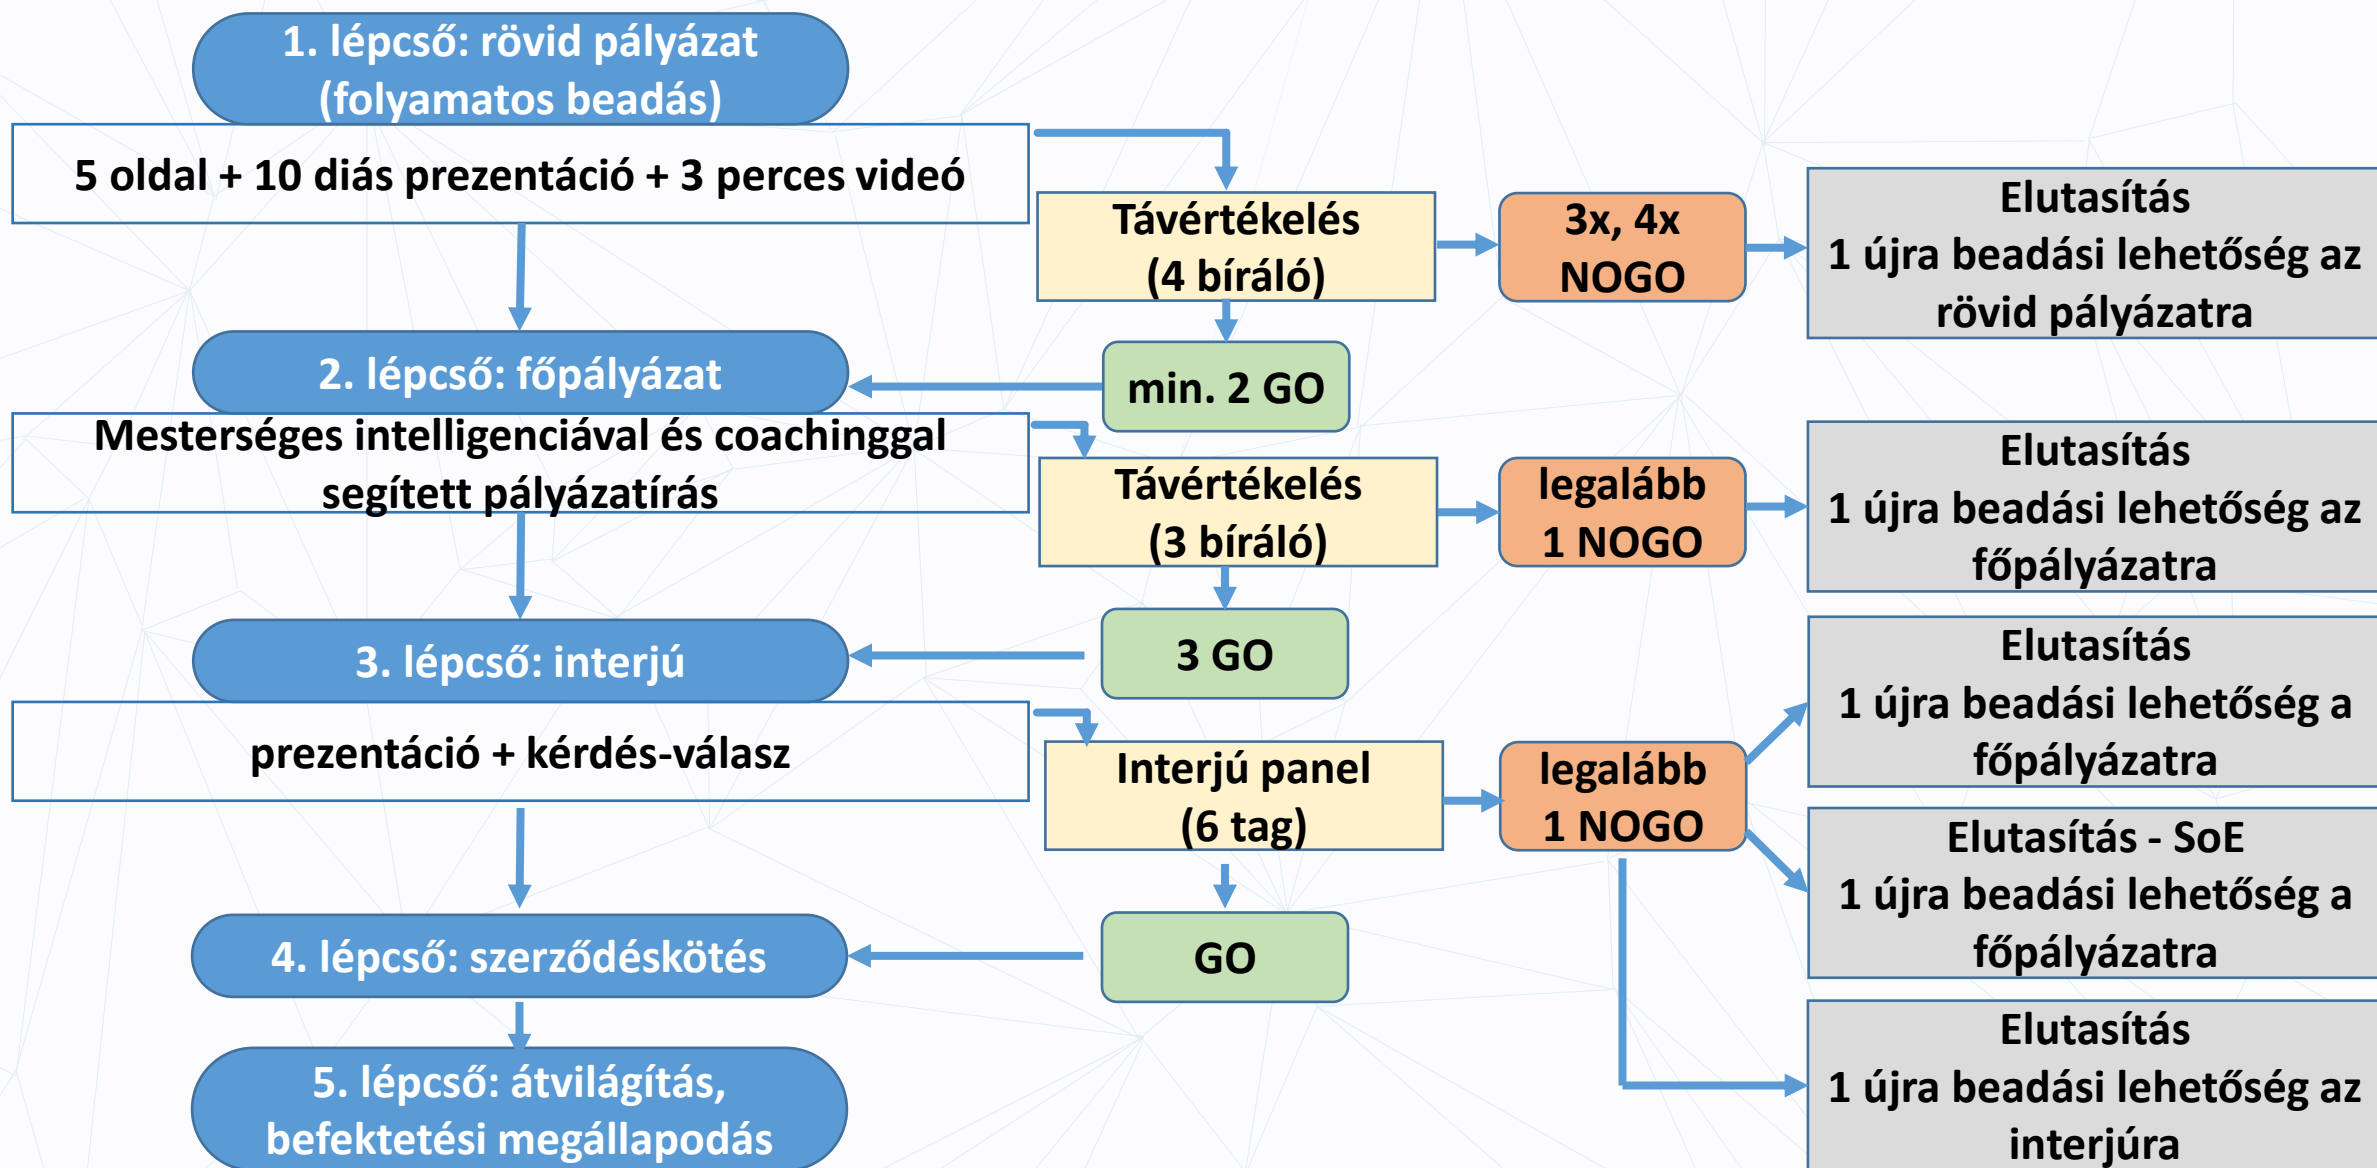 1. lépcső: rövid pályázat
(folyamatos beadás)
5 oldal + 10 diás prezentáció + 3 perces videó
Távértékelés
(4 bíráló)
3x, 4x
NOGO
Elutasítás
1 újra beadási lehetőség az
rövid pályázatra
2. lépcső: főpályázat
min. 2 GO
Mesterséges intelligenciával és coachinggal
segített pályázatírás
Távértékelés
(3 bíráló)
legalább
1 NOGO
Elutasítás
1 újra beadási lehetőség az
főpályázatra
3. lépcső: interjú
3 GO
prezentáció + kérdés-válasz
Interjú panel
(6 tag)
legalább
1 NOGO
Elutasítás
1 újra beadási lehetőség a
főpályázatra
Elutasítás - SoE
1 újra beadási lehetőség a
főpályázatra
4. lépcső: szerződéskötés
GO
Elutasítás
1 újra beadási lehetőség az
interjúra
5. lépcső: átvilágítás,
befektetési megállapodás